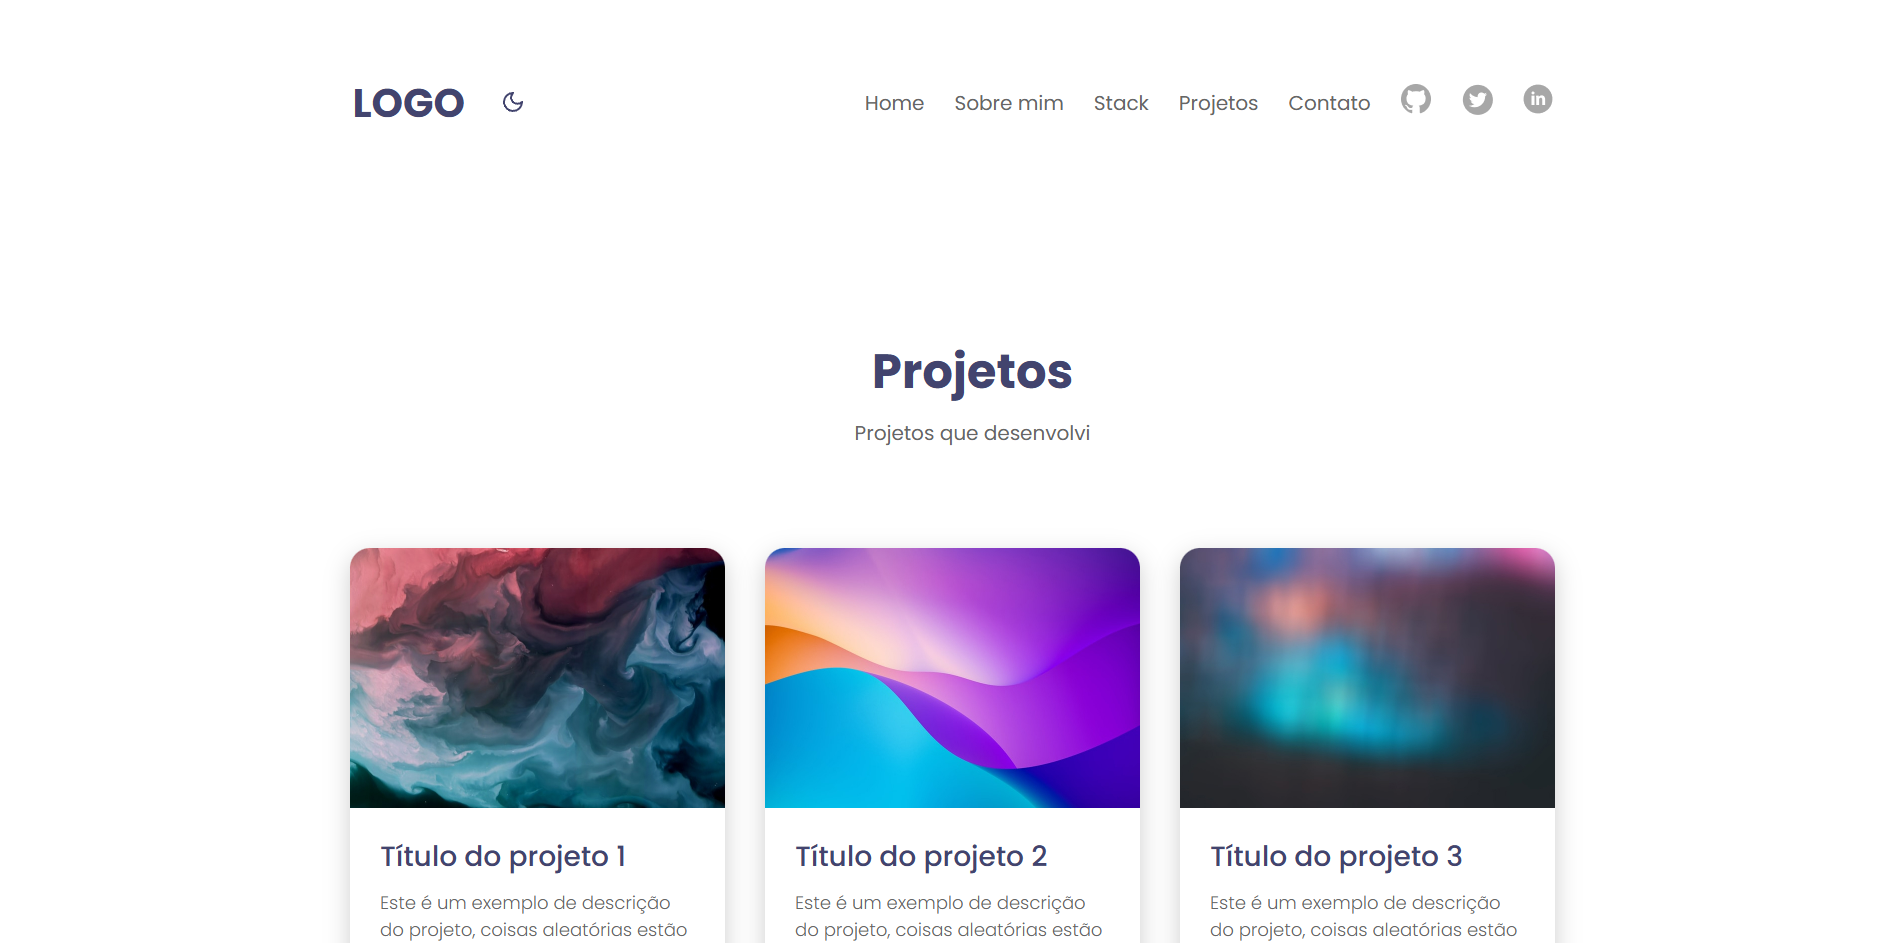 LOGO
Home Sobre mim Stack Projetos Contato
in
Projetos
Projetos que desenvolvi
Título do projeto 1
Este é um exemplo de descrição
do projeto, coisas aleatórias estão
Título do projeto 2
Este é um exemplo de descrição
do projeto, coisas aleatórias estão
Título do projeto 3
Este é um exemplo de descrição
do projeto, coisas aleatórias estão